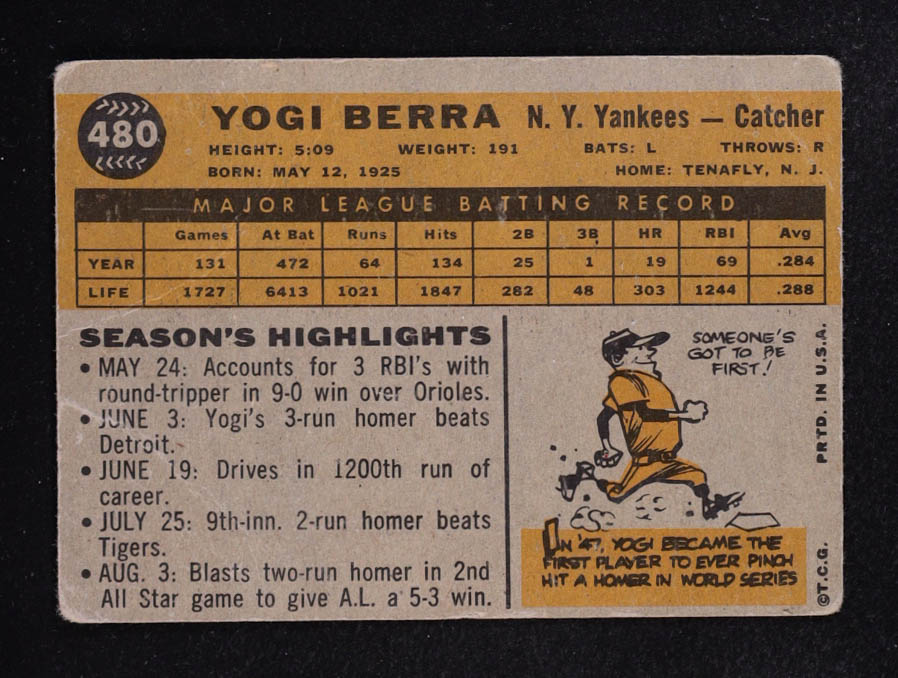 480
YOGI BERRA N. Y. Yankees — Catcher
HEIGHT: 5:09 WEIGHT: 191 BATS: L THROWS: R
BORN: MAY 12, 1925 HOME: TENAFLY, N. J.
MAJOR LEAGUE BATTING RECORD
Games At Bat Runs Hits 2B 3B HR RBI Avg
YEAR 131 472 64 134 25 1 19 69 .284
LIFE 1727 6413 1021 1847 282 48 303 1244 .288
SEASON'S HIGHLIGHTS
• MAY 24: Accounts for 3 RBI's with
round-tripper in 9-0 win over Orioles.
• JUNE 3: Yogi's 3-run homer beats
Detroit.
• JUNE 19: Drives in 1200th run of
career.
• JULY 25: 9th-inn. 2-run homer beats
Tigers.
• AUG. 3: Blasts two-run homer in 2nd
All Star game to give A.L. a 5-3 win.
SOMEONE'S
GOT TO BE
FIRST!
IN '47, YOGI BECAME THE
FIRST PLAYER TO EVER PINCH
HIT A HOMER IN WORLD SERIES
©T.C.G. PRTD. IN U.S.A.